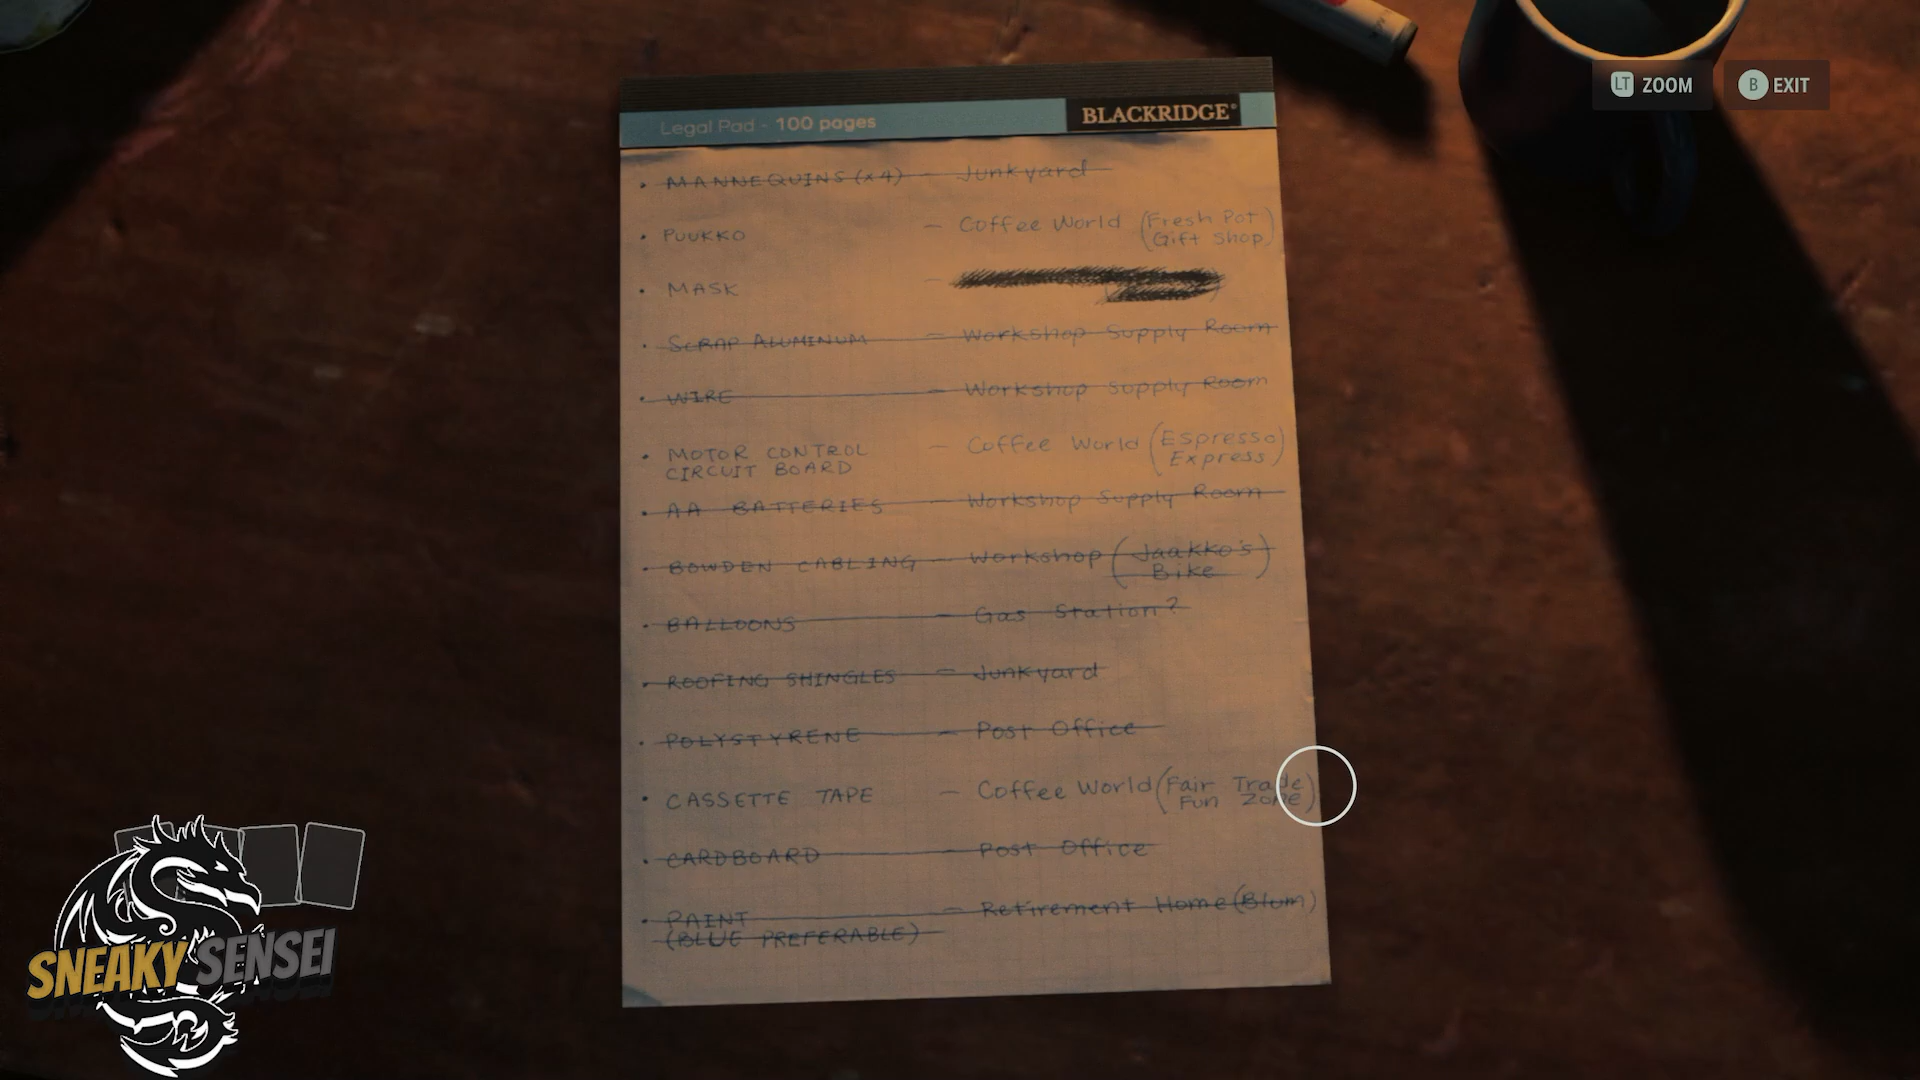 LT ZOOM B EXIT
Legal Pad - 100 pages BLACKRIDGE®
• MANNEQUINS (x4) - Junkyard
• PUUKKO - Coffee World (Fresh Pot
Gift Shop)
• MASK -
• SCRAP ALUMINUM - Workshop Supply Room
• WIRE - Workshop Supply Room
• MOTOR CONTROL - Coffee World (Espresso
CIRCUIT BOARD Express)
• AA BATTERIES - Workshop Supply Room
• BOWDEN CABLING - Workshop (Jaakko's
Bike)
• BALLOONS - Gas Station?
• ROOFING SHINGLES - Junkyard
• POLYSTYRENE - Post Office
• CASSETTE TAPE - Coffee World (Fair Trade
Fun Zone)
• CARDBOARD - Post Office
• PAINT - Retirement Home (Blum)
(BLUE PREFERABLE)
SNEAKY SENSEI